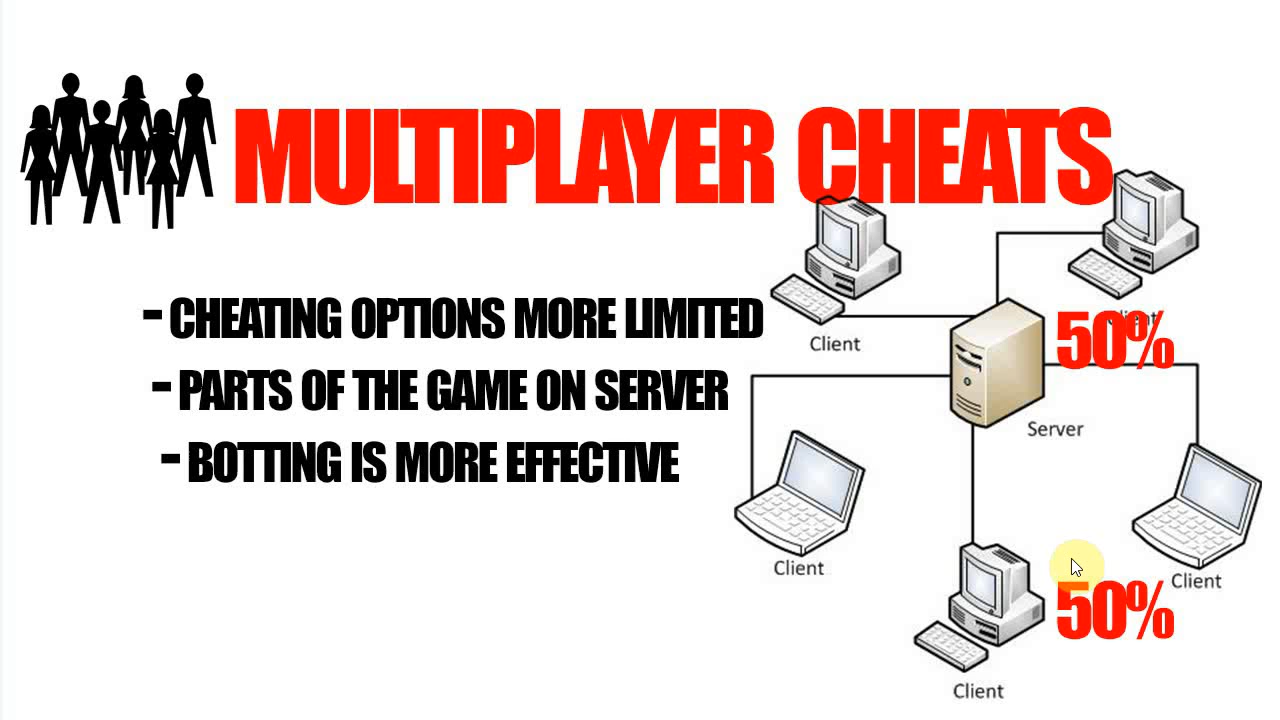 MULTIPLAYER CHEATS
- CHEATING OPTIONS MORE LIMITED
- PARTS OF THE GAME ON SERVER
- BOTTING IS MORE EFFECTIVE
Client
Client
50%
Server
Client
Client
50%
Client